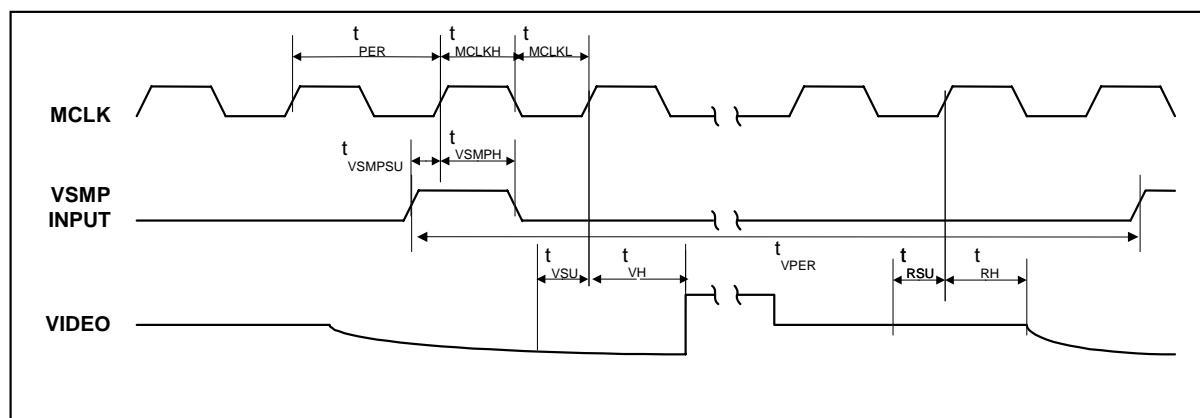 t PER
t MCLKH
t MCLKL
MCLK
t VSMPSU
t VSMPH
VSMP
INPUT
t VPER
t VSU
t VH
t RSU
t RH
VIDEO